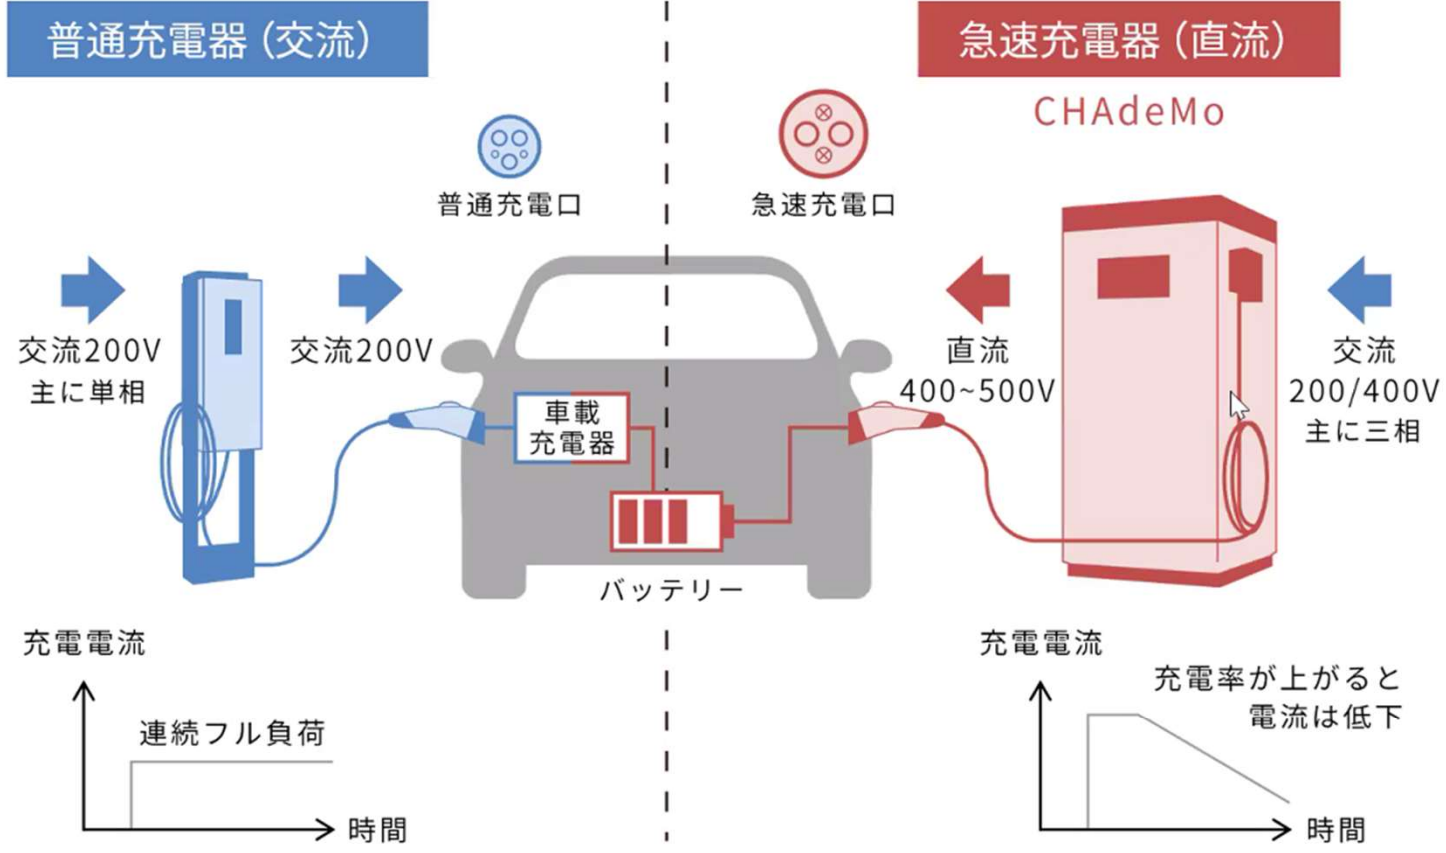 普通充電器（交流）
急速充電器（直流）
CHAdeMo
普通充電口
急速充電口
交流200V
主に単相
交流200V
直流
400~500V
交流
200/400V
主に三相
車載
充電器
バッテリー
充電電流
連続フル負荷
時間
充電電流
充電率が上がると
電流は低下
時間